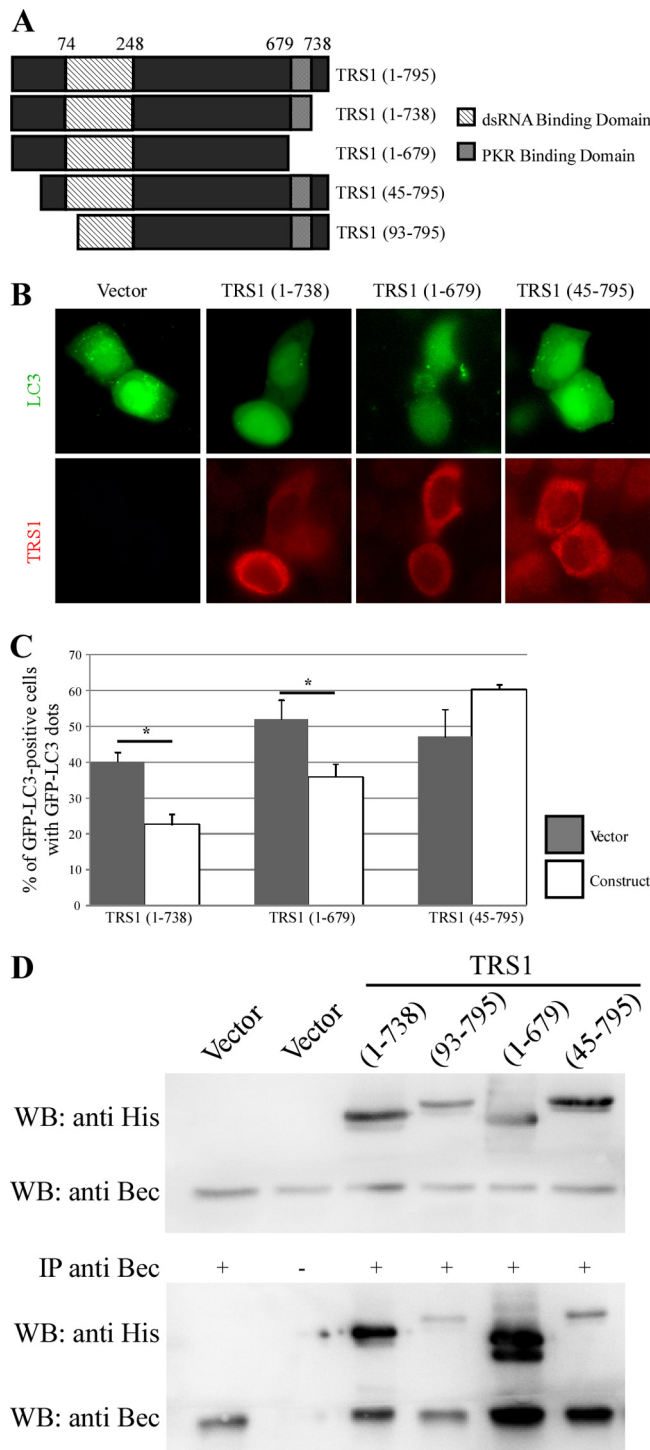 A
74 248 679 738
TRS1 (1-795)
TRS1 (1-738)
TRS1 (1-679)
TRS1 (45-795)
TRS1 (93-795)
dsRNA Binding Domain
PKR Binding Domain
B
Vector TRS1 (1-738) TRS1 (1-679) TRS1 (45-795)
LC3
TRS1
C
% of GFP-LC3-positive cells
with GFP-LC3 dots
70
60
50
40
30
20
10
0
* *
TRS1 (1-738) TRS1 (1-679) TRS1 (45-795)
Vector
Construct
D
TRS1
Vector Vector (1-738) (93-795) (1-679) (45-795)
WB: anti His
WB: anti Bec
IP anti Bec + - + + + +
WB: anti His
WB: anti Bec